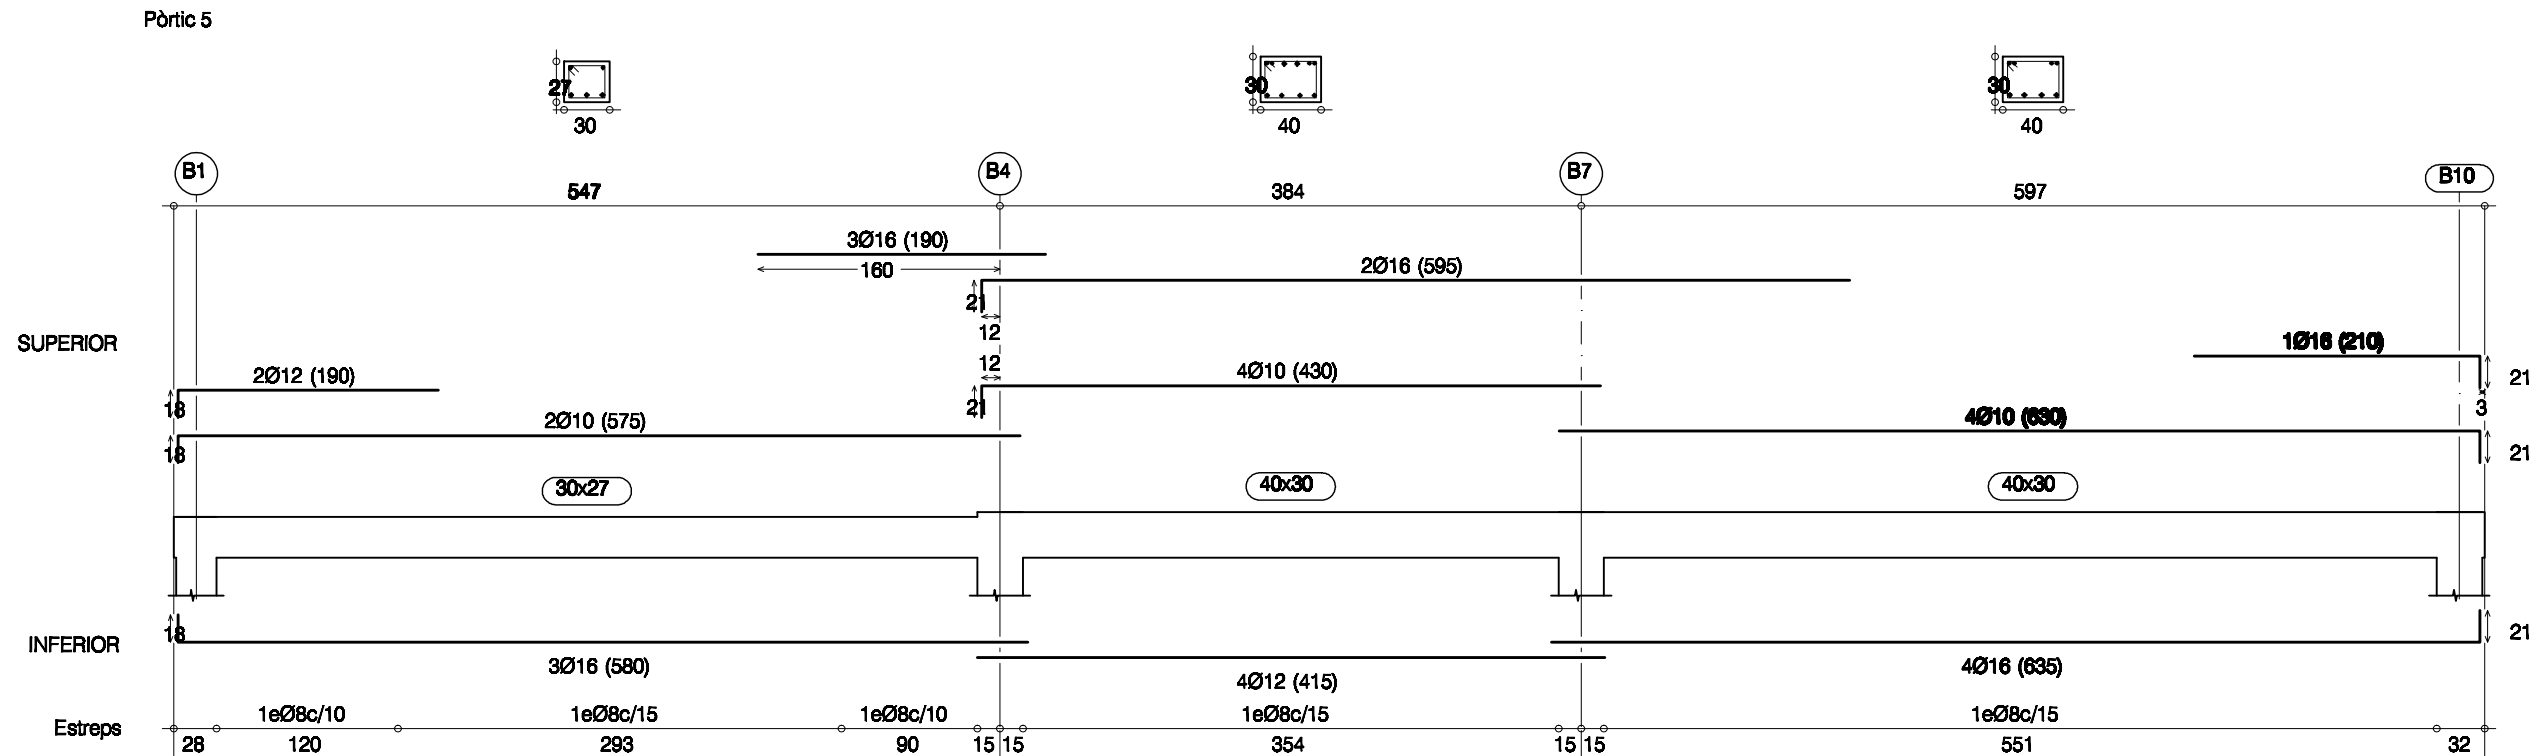 Pòrtic 5
27
30
30
40
30
40
B1
B4
B7
B10
547
384
597
3Ø16 (190)
160
2Ø16 (595)
21
12
SUPERIOR
1Ø16 (210)
12
2Ø12 (190)
4Ø10 (430)
21
18
21
3
2Ø10 (575)
4Ø10 (630)
18
21
30x27
40x30
40x30
18
21
INFERIOR
3Ø16 (580)
4Ø16 (635)
4Ø12 (415)
Estreps
1eØ8c/10
1eØ8c/15
1eØ8c/10
1eØ8c/15
1eØ8c/15
28
120
293
90
15
15
354
15
15
551
32